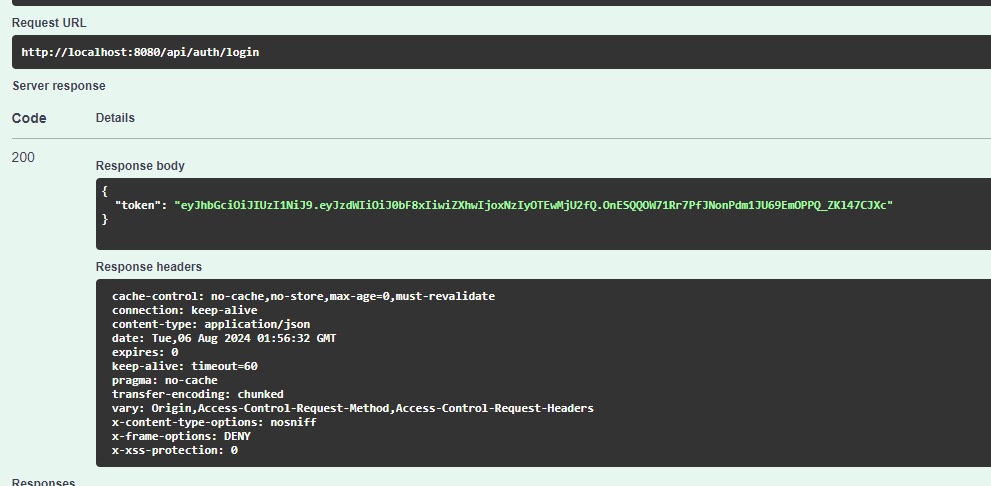 Request URL
http://localhost:8080/api/auth/login
Server response
Code Details
200
Response body
{
"token": "eyJhbGciOiJIUzI1NiJ9.eyJzdWIiOiJ0bF8xIiwiZXhwIjoxNzIyOTEwMjU2fQ.OnESQQOW71Rr7PfJNonPdm1JU69EmOPPQ_ZKl47CJXc"
}
Response headers
cache-control: no-cache,no-store,max-age=0,must-revalidate
connection: keep-alive
content-type: application/json
date: Tue,06 Aug 2024 01:56:32 GMT
expires: 0
keep-alive: timeout=60
pragma: no-cache
transfer-encoding: chunked
vary: Origin,Access-Control-Request-Method,Access-Control-Request-Headers
x-content-type-options: nosniff
x-frame-options: DENY
x-xss-protection: 0
Responses